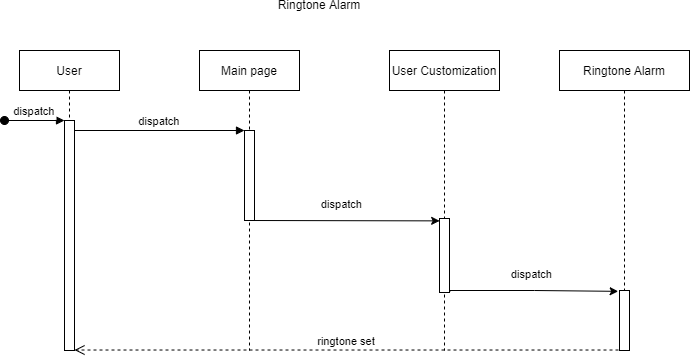 Ringtone Alarm
User
Main page
User Customization
Ringtone Alarm
dispatch
dispatch
dispatch
dispatch
ringtone set